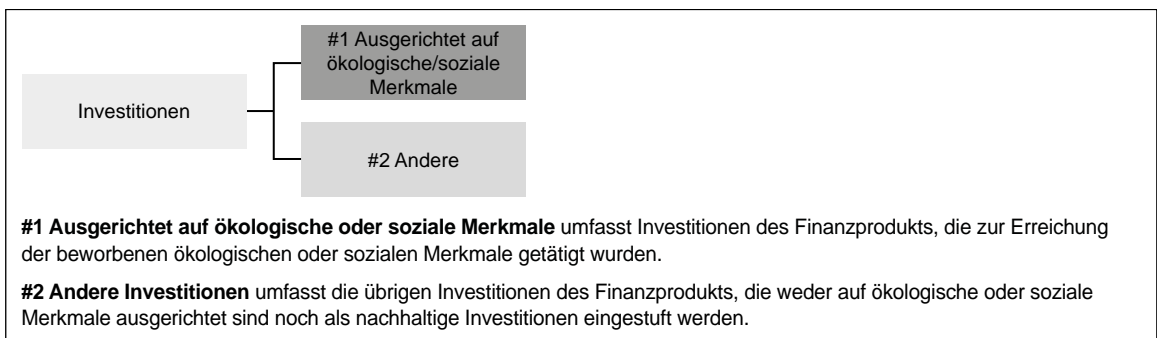 #1 Ausgerichtet auf
ökologische/soziale
Merkmale
Investitionen
#2 Andere
#1 Ausgerichtet auf ökologische oder soziale Merkmale umfasst Investitionen des Finanzprodukts, die zur Erreichung
der beworbenen ökologischen oder sozialen Merkmale getätigt wurden.
#2 Andere Investitionen umfasst die übrigen Investitionen des Finanzprodukts, die weder auf ökologische oder soziale
Merkmale ausgerichtet sind noch als nachhaltige Investitionen eingestuft werden.